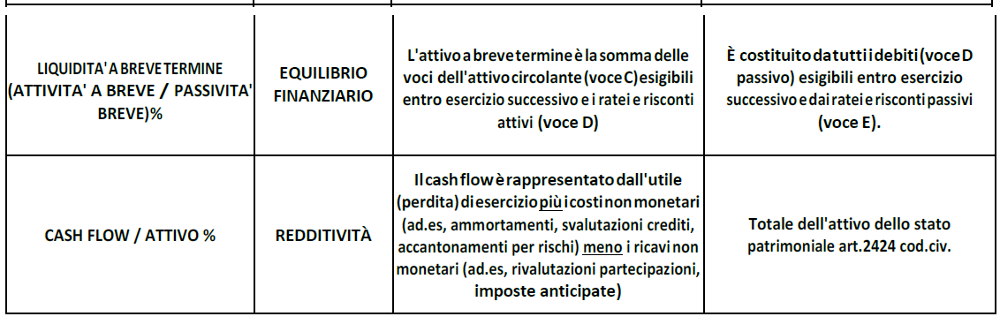 LIQUIDITA' A BREVE TERMINE
(ATTIVITA' A BREVE / PASSIVITA'
BREVE)%
EQUILIBRIO
FINANZIARIO
L'attivo a breve termine è la somma delle
voci dell'attivo circolante (voce C) esigibili
entro esercizio successivo e i ratei e risconti
attivi (voce D)
È costituito da tutti i debiti (voce D
passivo) esigibili entro esercizio
successivo e dai ratei e risconti passivi
(voce E).
CASH FLOW / ATTIVO %
REDDITIVITÀ
Il cash flow è rappresentato dall'utile
(perdita) di esercizio più i costi non monetari
(ad.es, ammortamenti, svalutazioni crediti,
accantonamenti per rischi) meno i ricavi non
monetari (ad.es, rivalutazioni partecipazioni,
imposte anticipate)
Totale dell'attivo dello stato
patrimoniale art.2424 cod.civ.